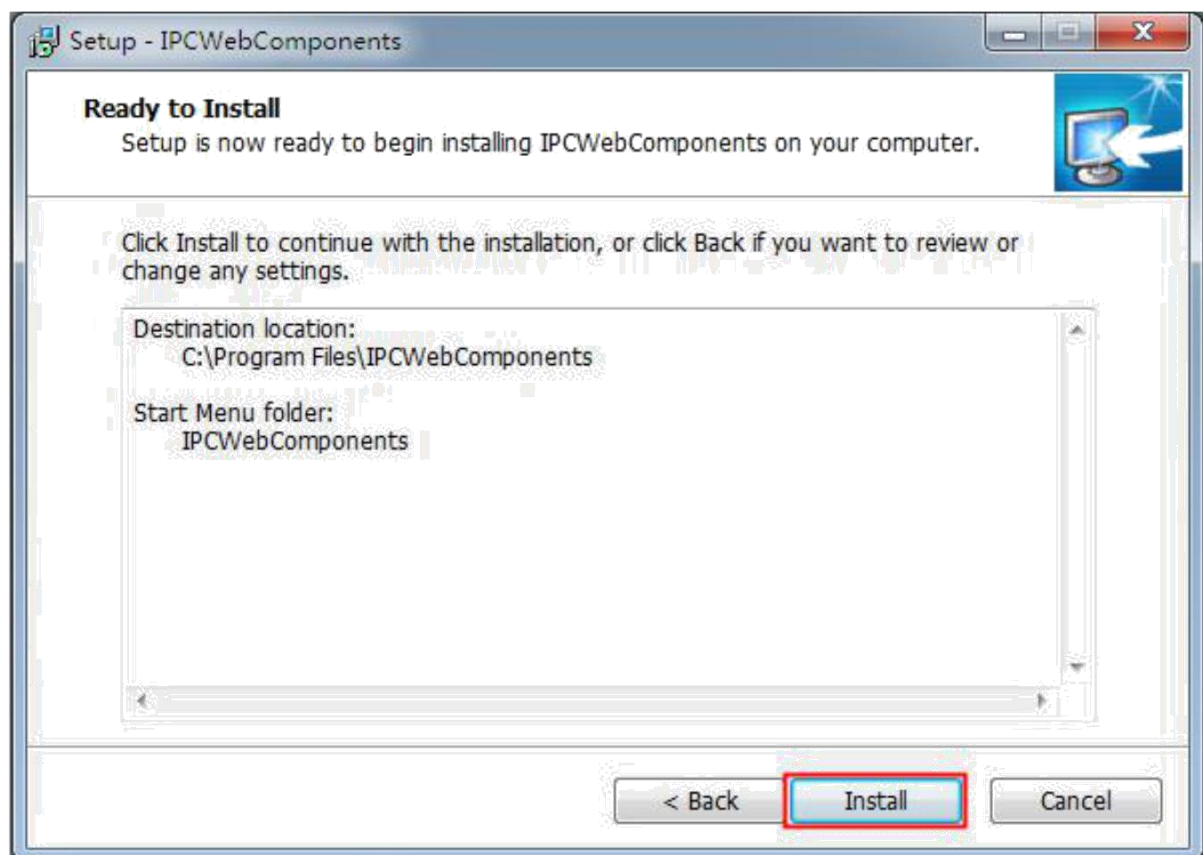 Setup - IPCWebComponents
Ready to Install
Setup is now ready to begin installing IPCWebComponents on your computer.
Click Install to continue with the installation, or click Back if you want to review or
change any settings.
Destination location:
C:\Program Files\IPCWebComponents
Start Menu folder:
IPCWebComponents
< Back Install Cancel